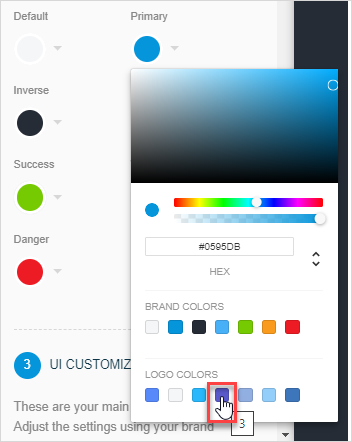 Default Primary
Inverse
Success
Danger
#0595DB
HEX
BRAND COLORS
3 UI CUSTOMIZ
LOGO COLORS
These are your main
3
Adjust the settings using your brand